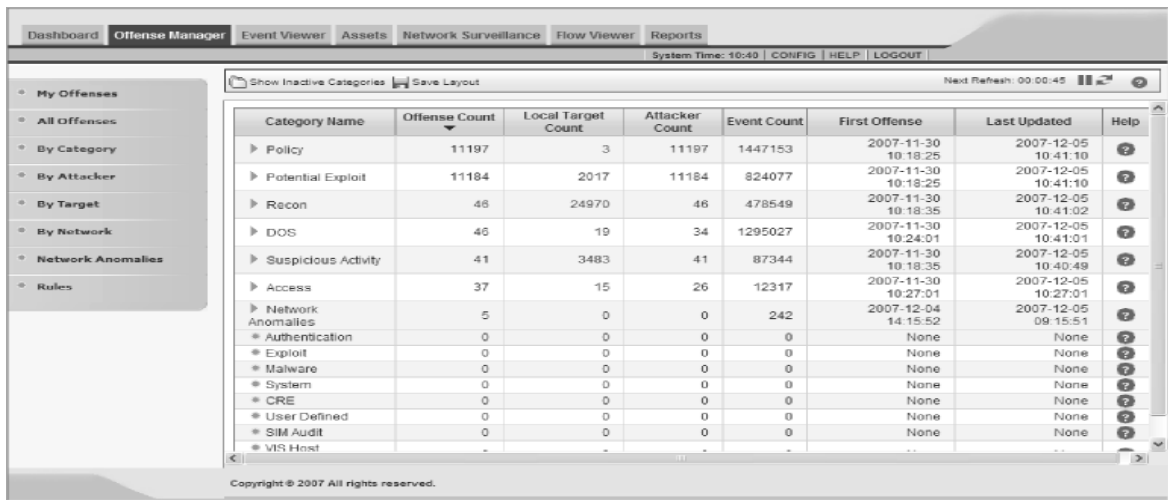 Dashboard Offense Manager Event Viewer Assets Network Surveillance Flow Viewer Reports
System Time: 10:40 | CONFIG | HELP | LOGOUT
My Offenses
All Offenses
By Category
By Attacker
By Target
By Network
Network Anomalies
Rules
Show Inactive Categories Save Layout Next Refresh: 00:00:45
Category Name Offense Count Local Target Count Attacker Count Event Count First Offense Last Updated Help
Policy 11197 3 11197 1447153 2007-11-30 10:18:25 2007-12-05 10:41:10
Potential Exploit 11184 2017 11184 824077 2007-11-30 10:18:25 2007-12-05 10:41:10
Recon 46 24970 46 478549 2007-11-30 10:18:35 2007-12-05 10:41:02
DOS 46 19 34 1295027 2007-11-30 10:24:01 2007-12-05 10:41:01
Suspicious Activity 41 3483 41 87344 2007-11-30 10:18:35 2007-12-05 10:40:49
Access 37 15 26 12317 2007-11-30 10:27:01 2007-12-05 10:27:01
Network Anomalies 5 0 0 242 2007-12-04 14:15:52 2007-12-05 09:15:51
Authentication 0 0 0 0 None None
Exploit 0 0 0 0 None None
Malware 0 0 0 0 None None
System 0 0 0 0 None None
CRE 0 0 0 0 None None
User Defined 0 0 0 0 None None
SIM Audit 0 0 0 0 None None
VIS Host
Copyright © 2007 All rights reserved.